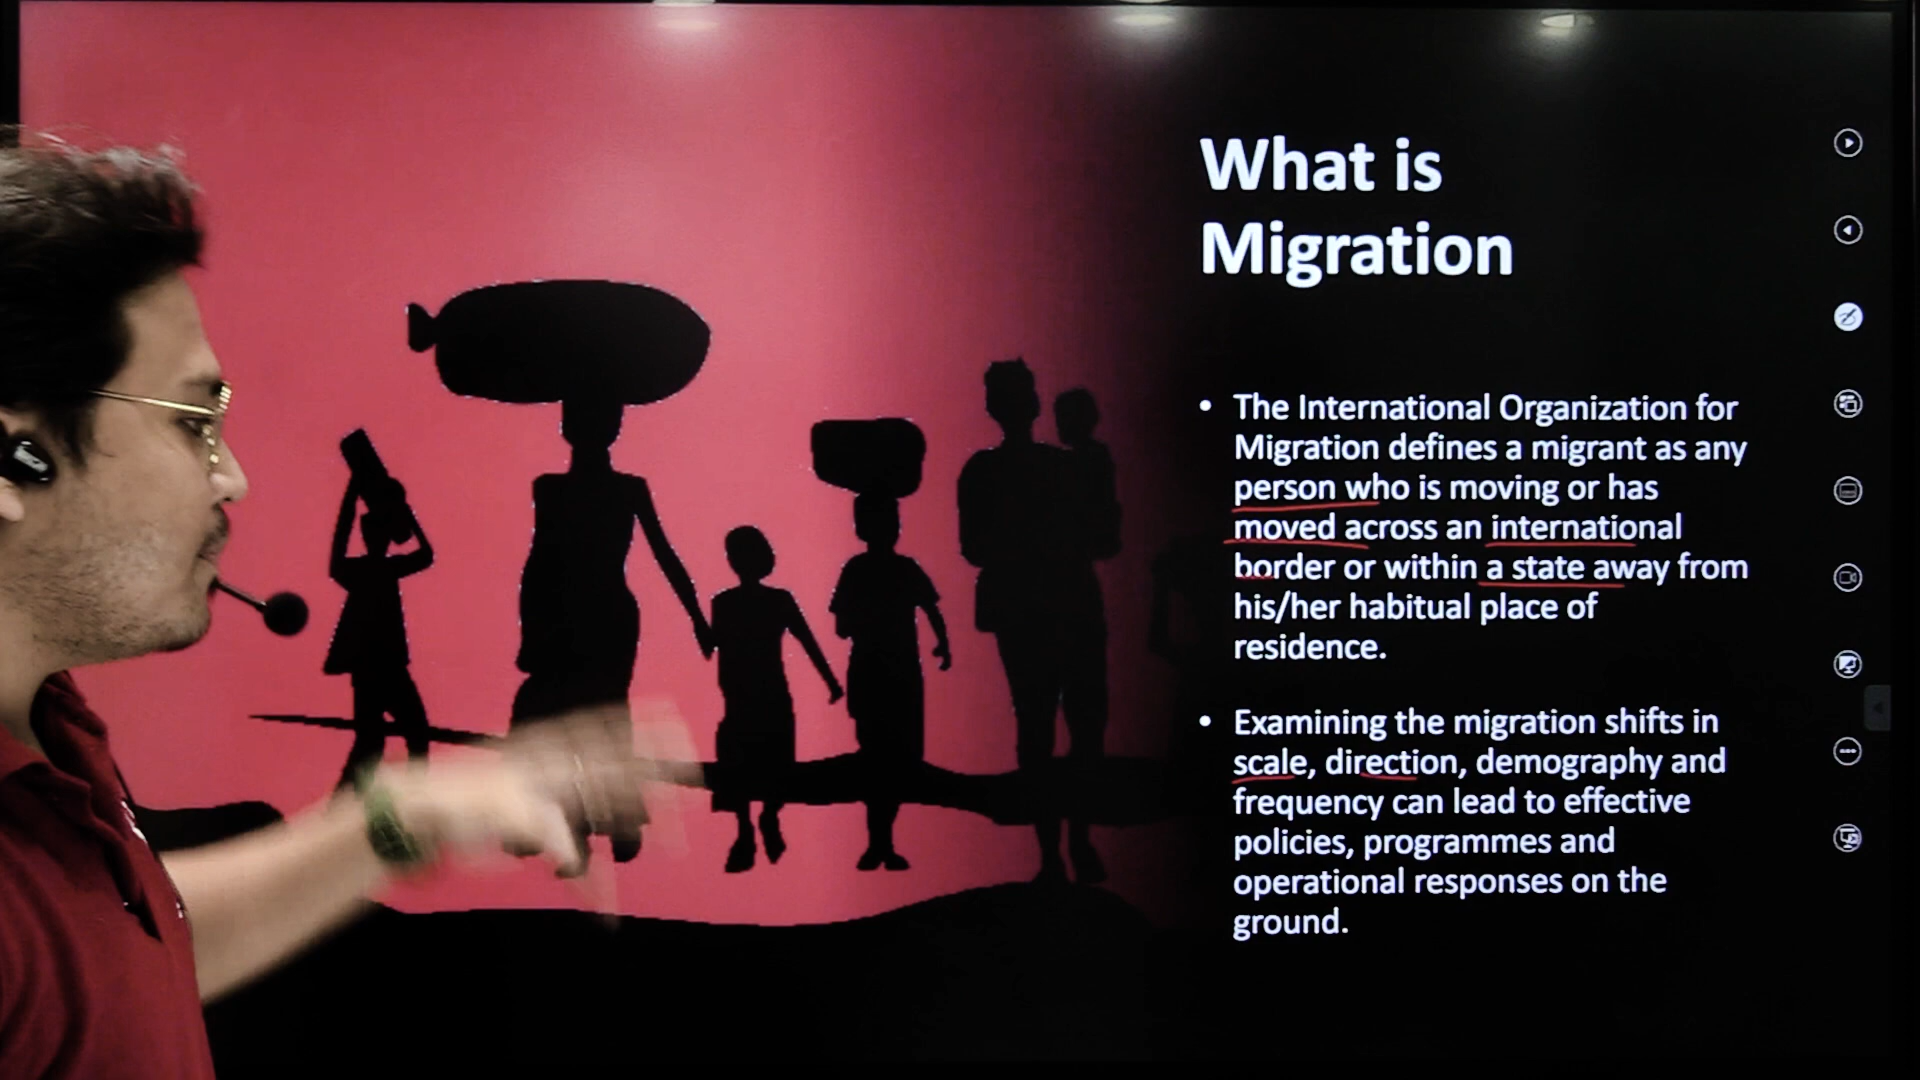 What is
Migration
• The International Organization for
Migration defines a migrant as any
person who is moving or has
moved across an international
border or within a state away from
his/her habitual place of
residence.
• Examining the migration shifts in
scale, direction, demography and
frequency can lead to effective
policies, programmes and
operational responses on the
ground.